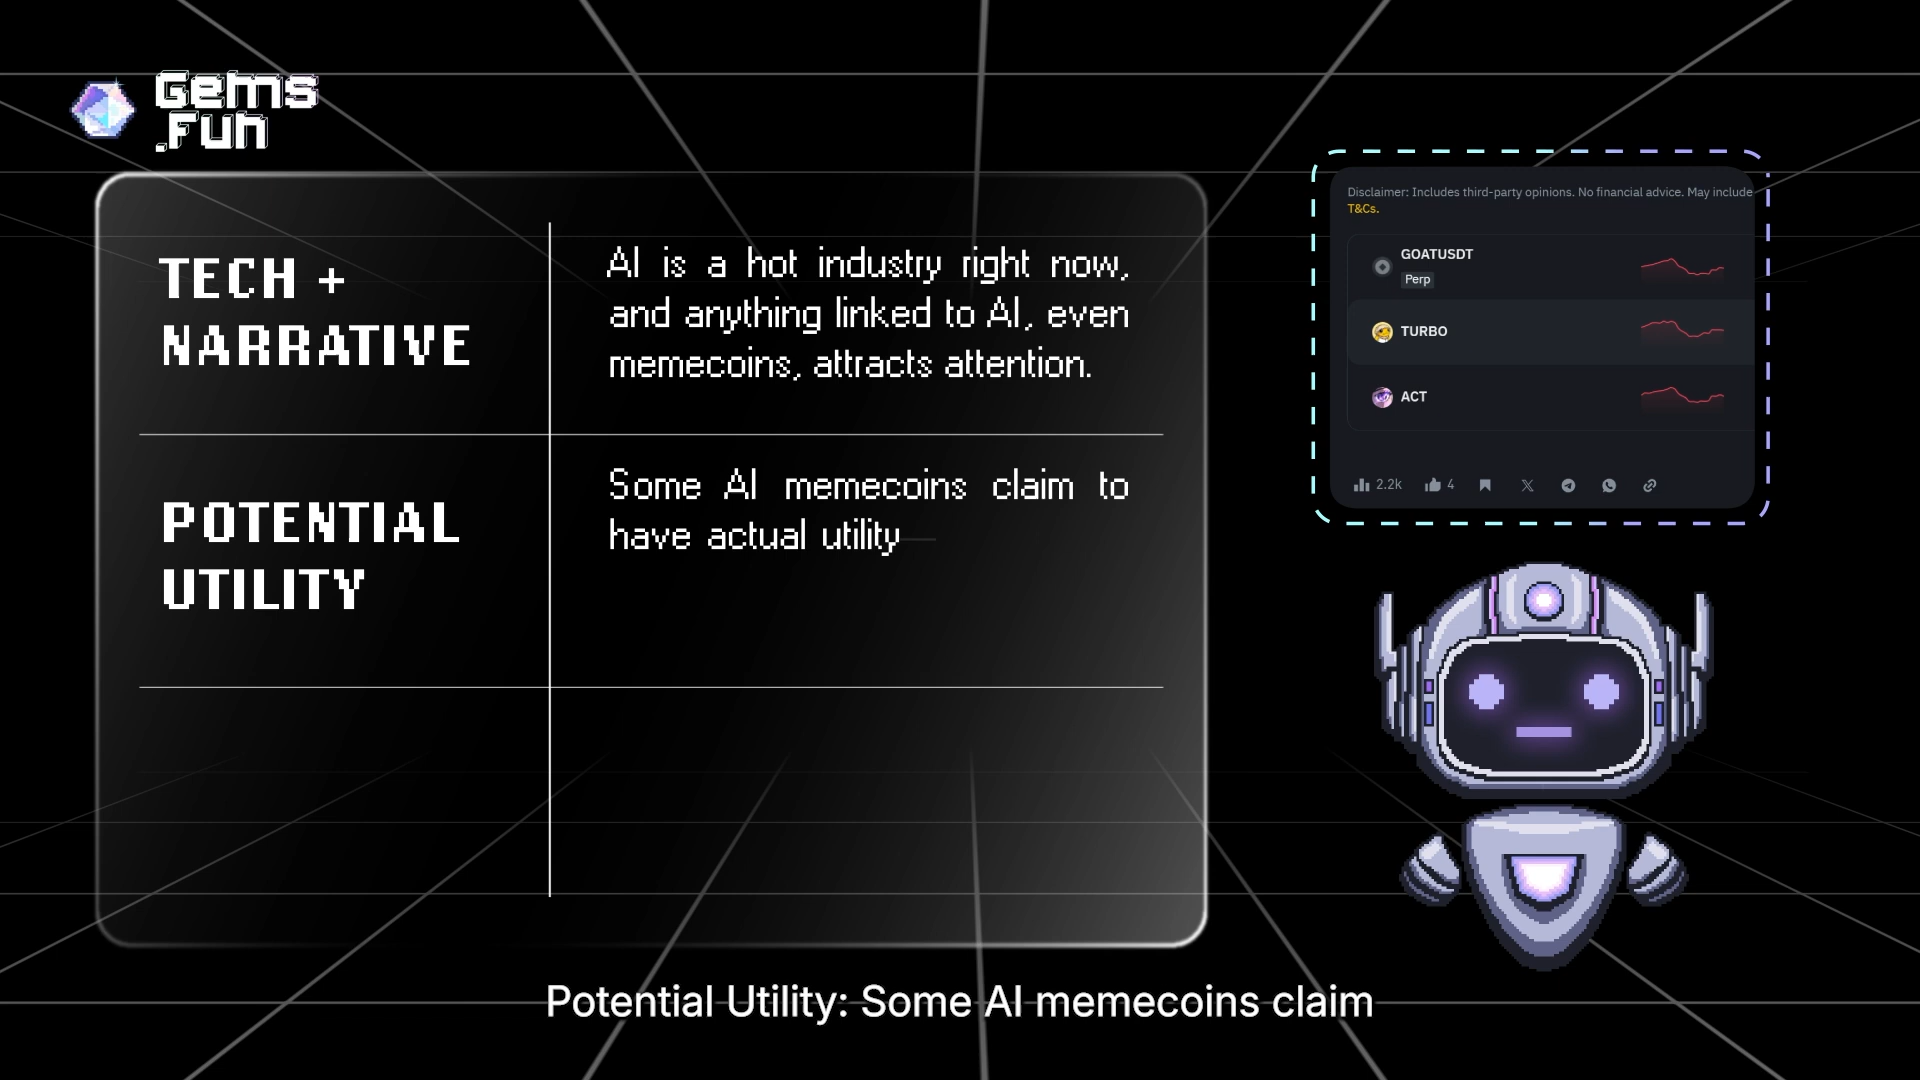 Gems
.Fun
TECH +
NARRATIVE
AI is a hot industry right now,
and anything linked to AI, even
memecoins, attracts attention.
POTENTIAL
UTILITY
Some AI memecoins claim to
have actual utility
Disclaimer: Includes third-party opinions. No financial advice. May include
T&Cs.
GOATUSDT
Perp
TURBO
ACT
2.2k
4
Potential Utility: Some AI memecoins claim